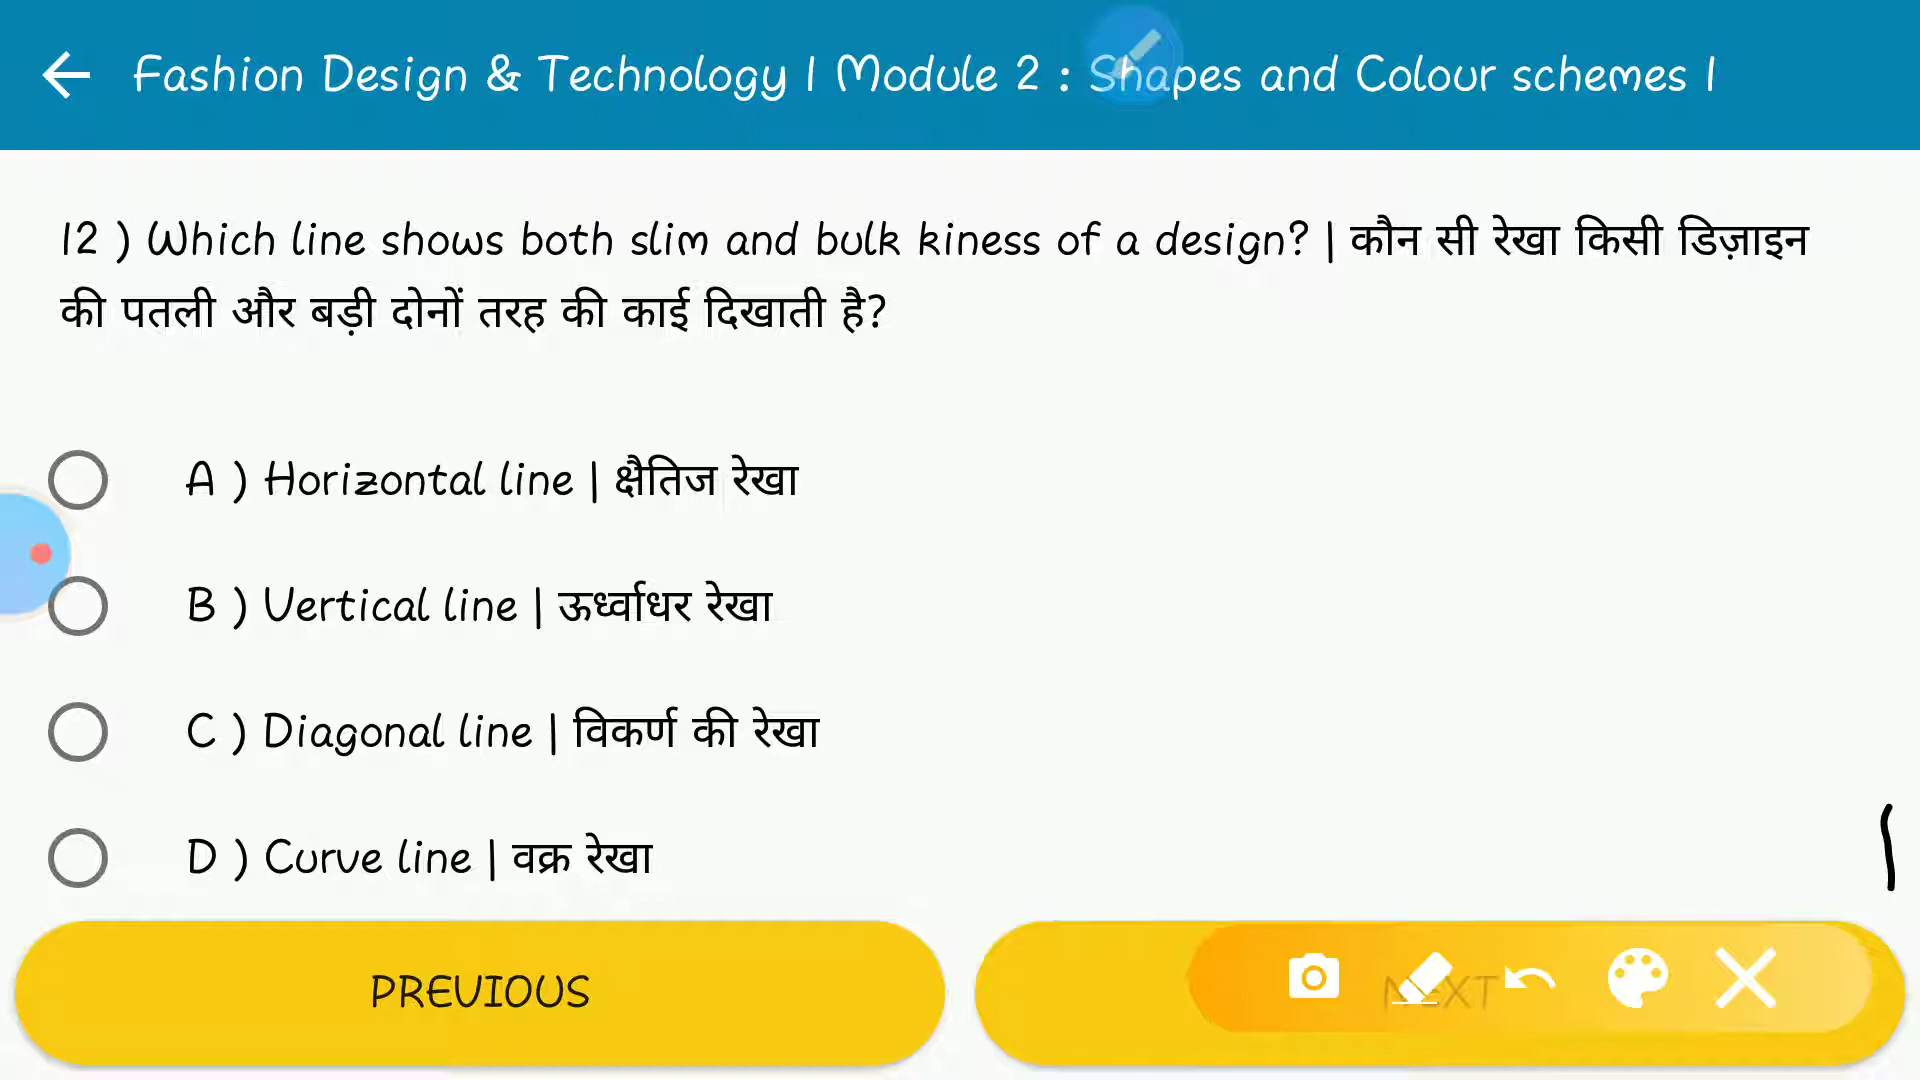 Fashion Design & Technology | Module 2 : Shapes and Colour schemes |
12 ) Which line shows both slim and bulk kiness of a design? | कौन सी रेखा किसी डिज़ाइन
की पतली और बड़ी दोनों तरह की काई दिखाती है?
A ) Horizontal line | क्षैतिज रेखा
B ) Vertical line | ऊर्ध्वाधर रेखा
C ) Diagonal line | विकर्ण की रेखा
D ) Curve line | वक्र रेखा
PREVIOUS
NEXT